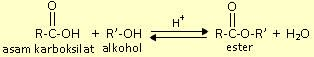 O O
R-C-OH + R'-OH H⁺ R-C-O-R' + H₂O
asam karboksilat alkohol ester